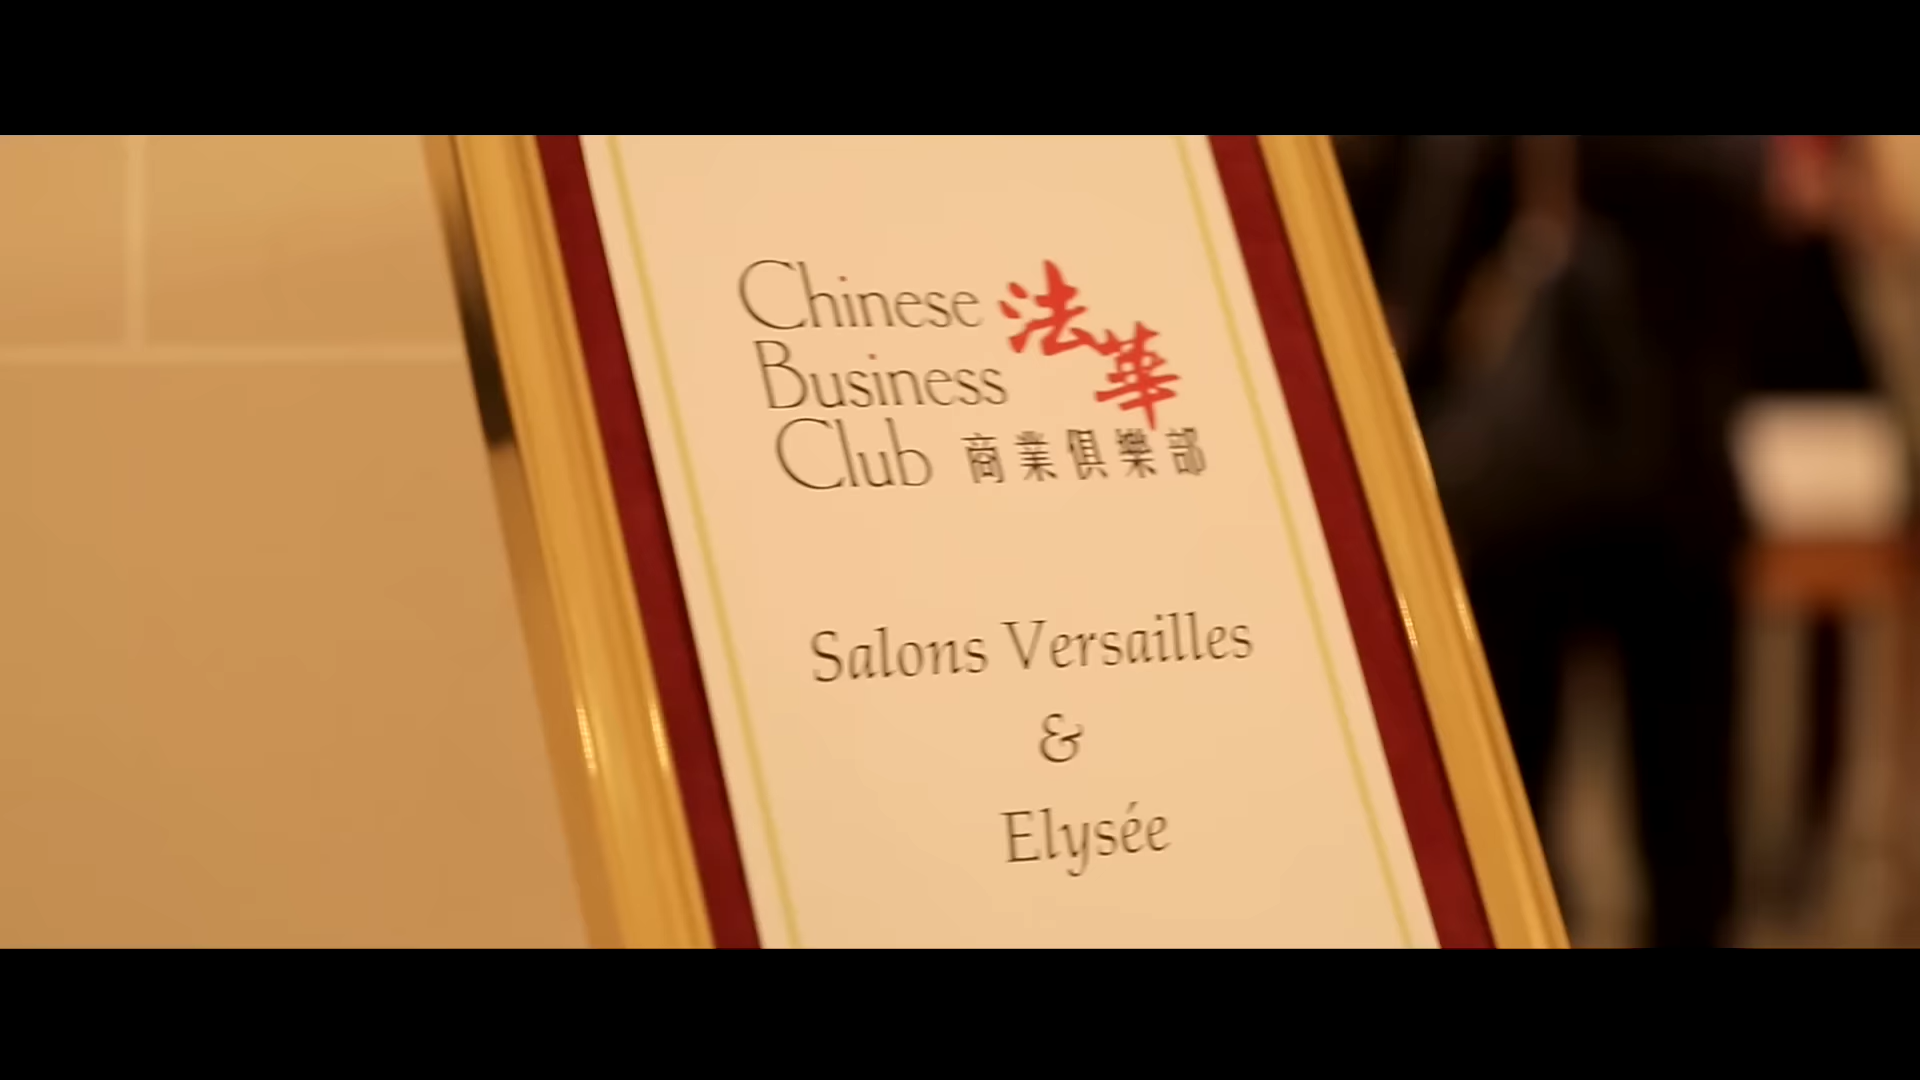 Chinese 法
Business 華
Club 商業俱樂部
Salons Versailles
&
Elysée